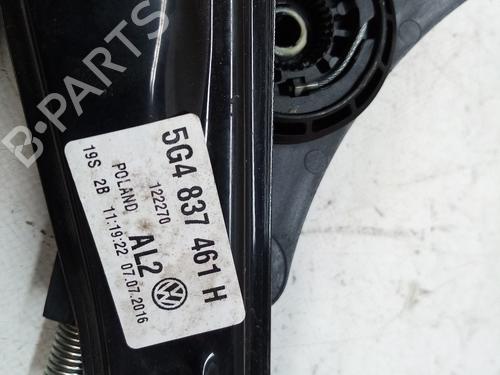 B-PARTS
5G4 837 461 H
122270
POLAND AL2
19S 2B 11:19:22 07.07.2016